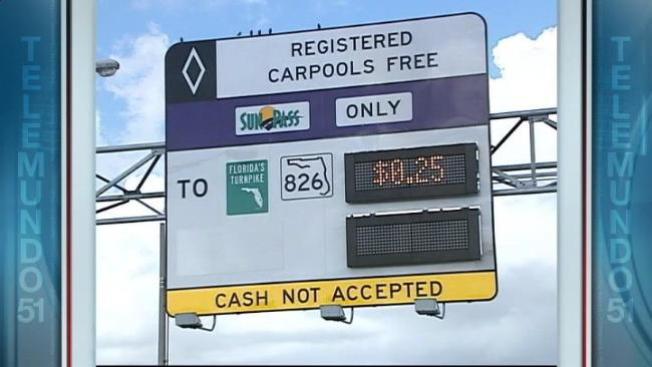 REGISTERED
CARPOOLS FREE
SUNPASS ONLY
TO FLORIDA'S TURNPIKE 826 $0.25
CASH NOT ACCEPTED
TELEMUNDO 51
TELEMUNDO 51